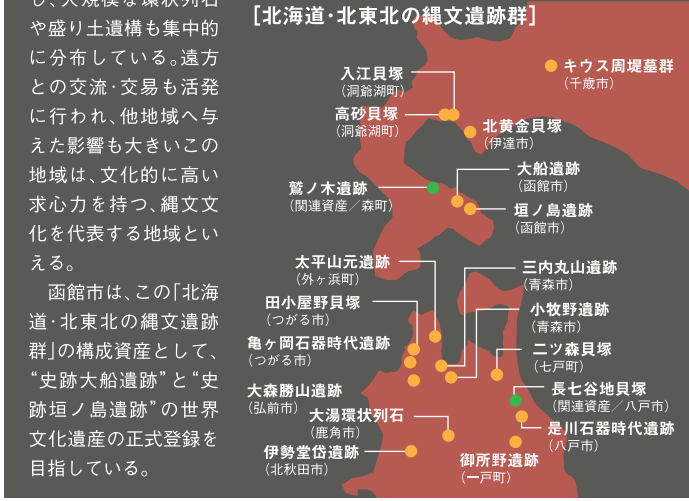 し、大規模な環状列石
や盛り土遺構も集中的
に分布している。遠方
との交流・交易も活発
に行われ、他地域へ与
えた影響も大きいこの
地域は、文化的に高い
求心力を持つ、縄文文
化を代表する地域とい
える。
函館市は、この「北海
道・北東北の縄文遺跡
群」の構成資産として、
“史跡大船遺跡”と“史
跡垣ノ島遺跡”の世界
文化遺産の正式登録を
目指している。
［北海道・北東北の縄文遺跡群］
キウス周堤墓群
（千歳市）
入江貝塚
（洞爺湖町）
高砂貝塚
（洞爺湖町）
北黄金貝塚
（伊達市）
大船遺跡
（函館市）
鷲ノ木遺跡
（関連資産／森町）
垣ノ島遺跡
（函館市）
太平山元遺跡
（外ヶ浜町）
三内丸山遺跡
（青森市）
田小屋野貝塚
（つがる市）
小牧野遺跡
（青森市）
亀ヶ岡石器時代遺跡
（つがる市）
二ツ森貝塚
（七戸町）
大森勝山遺跡
（弘前市）
長七谷地貝塚
（関連資産／八戸市）
大湯環状列石
（鹿角市）
是川石器時代遺跡
（八戸市）
伊勢堂岱遺跡
（北秋田市）
御所野遺跡
（一戸町）